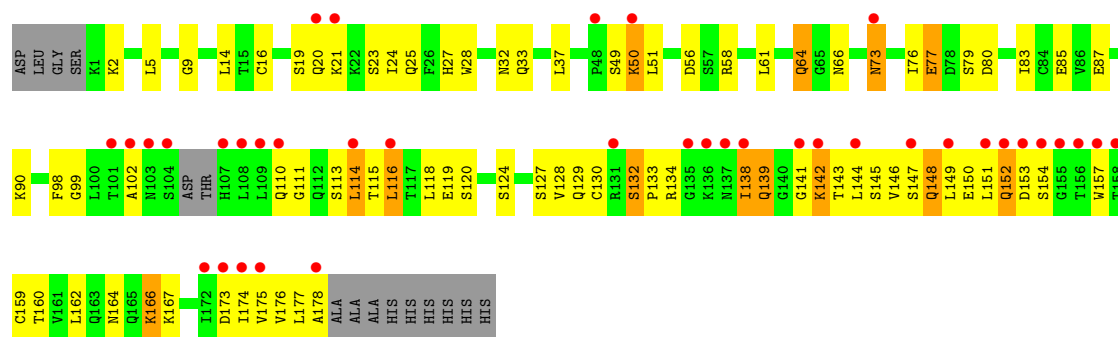 ASP LEU GLY SER K1 K2 L5 G9 L14 T15 C16 S19 Q20 K21 K22 S23 I24 Q25 F26 H27 W28 N32 Q33 L37 P48 S49 K50 L51 D56 S57 R58 L61 Q64 G65 N66 N73 I76 E77 D78 S79 D80 I83 C84 E85 V86 E87
K90 F98 G99 L100 T101 A102 N103 S104 ASP THR H107 L108 L109 Q110 G111 Q112 S113 L114 T115 L116 T117 L118 E119 S120 S124 S127 V128 Q129 C130 R131 S132 P133 R134 G135 K136 N137 I138 Q139 G140 G141 K142 T143 L144 S145 V146 S147 Q148 L149 E150 L151 Q152 D153 S154 G155 T156 W157 T158
C159 T160 V161 L162 Q163 N164 Q165 K166 K167 I172 D173 I174 V175 V176 L177 A178 ALA ALA ALA HIS HIS HIS HIS HIS HIS